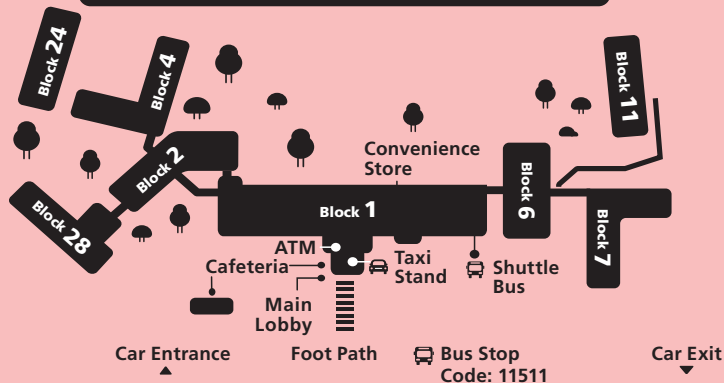 Block 24
Block 4
Block 11
Convenience
Store
Block 2
Block 28
Block 1
Block 6
Block 7
ATM
Cafeteria
Taxi
Stand
Shuttle
Bus
Main
Lobby
Car Entrance
Foot Path
Bus Stop
Code: 11511
Car Exit